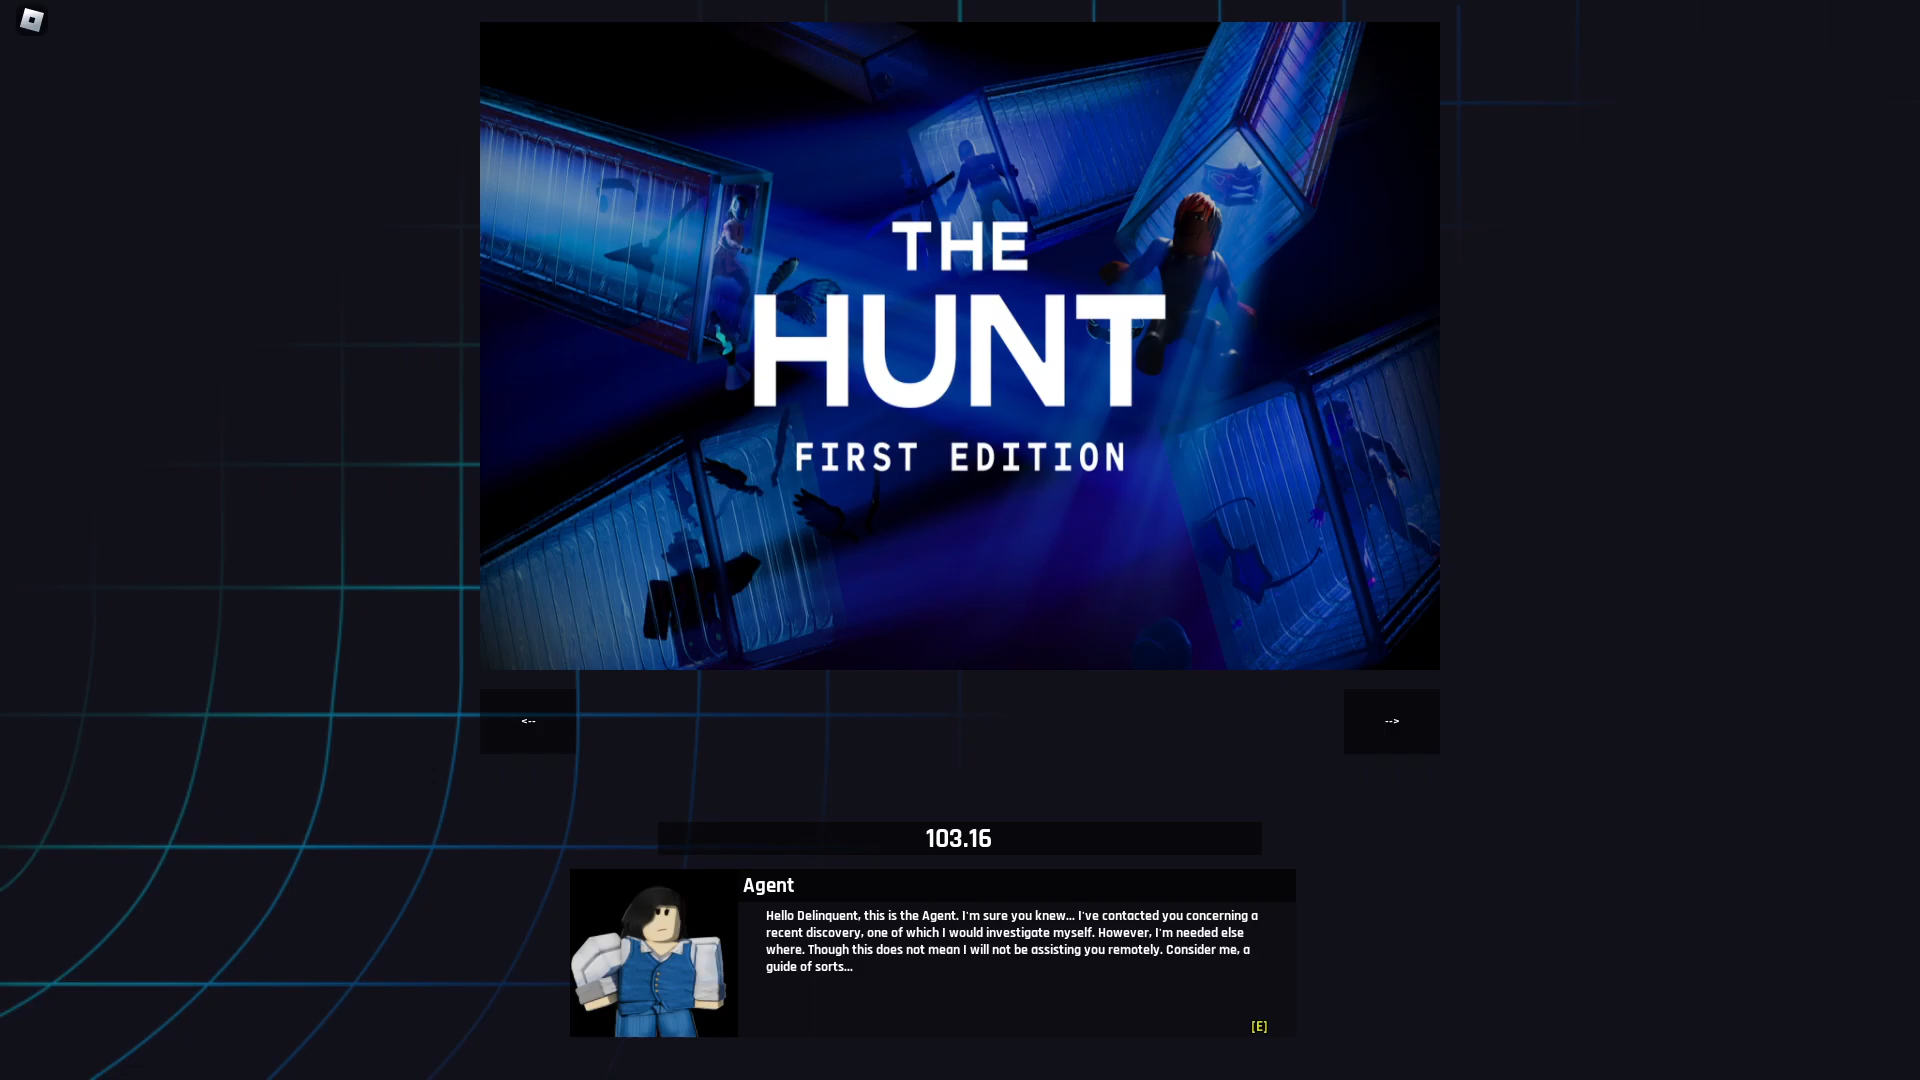 THE
HUNT
FIRST EDITION
<-- 
-->
103.16
Agent
Hello Delinquent, this is the Agent. I'm sure you knew... I've contacted you concerning a
recent discovery, one of which I would investigate myself. However, I'm needed else
where. Though this does not mean I will not be assisting you remotely. Consider me, a
guide of sorts...
[E]